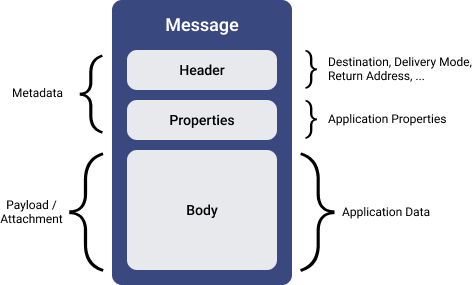 Message
Header
Destination, Delivery Mode,
Return Address, ...
Metadata
Properties
Application Properties
Payload /
Attachment
Body
Application Data